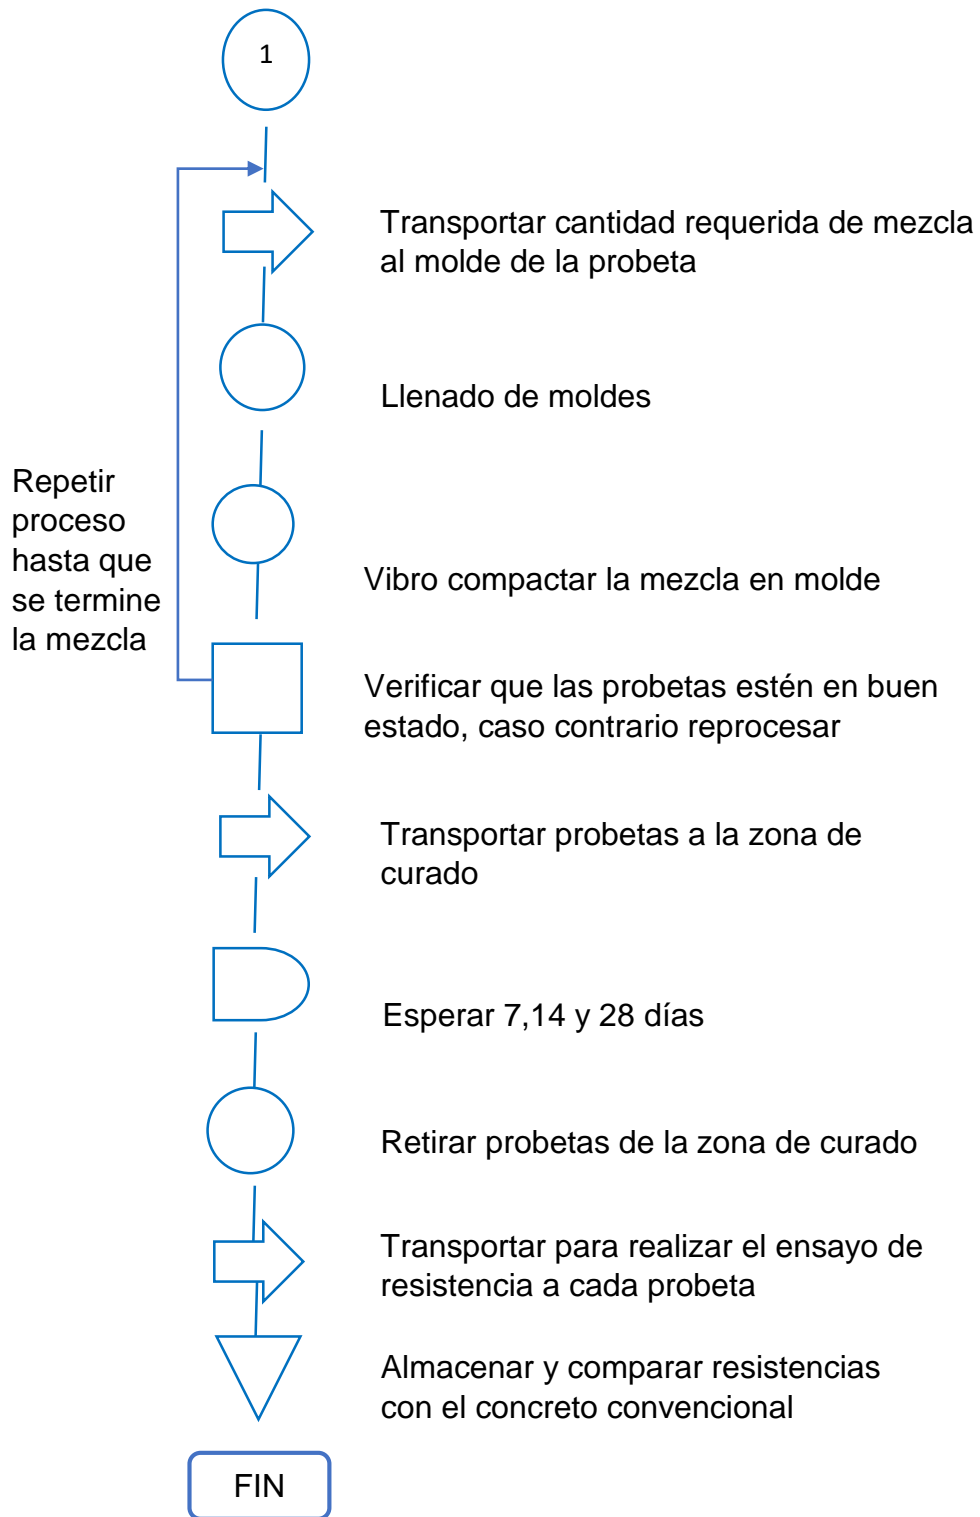 1
Transportar cantidad requerida de mezcla
al molde de la probeta
Llenado de moldes
Repetir
proceso
hasta que
se termine
la mezcla
Vibro compactar la mezcla en molde
Verificar que las probetas estén en buen
estado, caso contrario reprocesar
Transportar probetas a la zona de
curado
Esperar 7,14 y 28 días
Retirar probetas de la zona de curado
Transportar para realizar el ensayo de
resistencia a cada probeta
Almacenar y comparar resistencias
con el concreto convencional
FIN